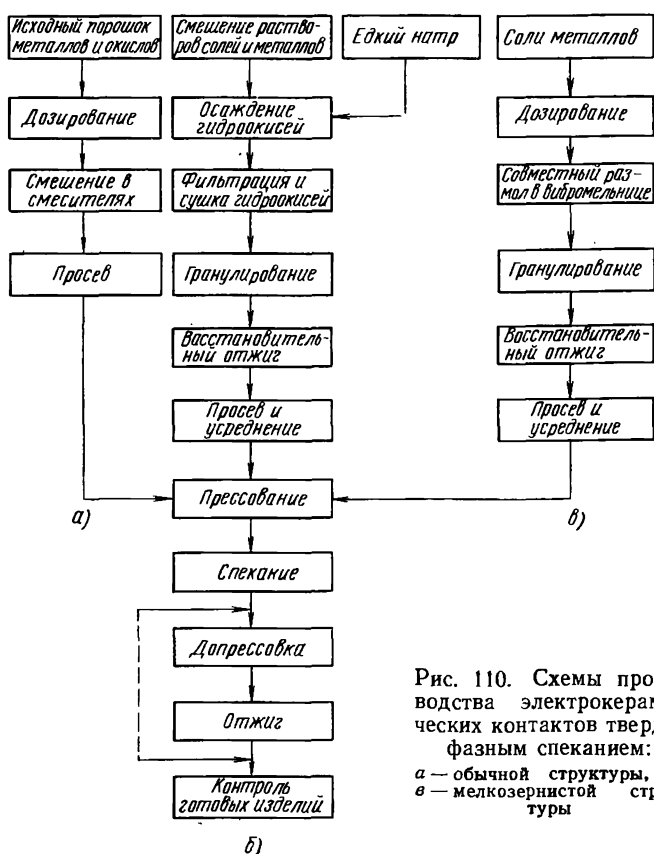 Исходный порошок
металлов и окислов
Дозирование
Смешение в
смесителях
Просев
а)
Смешение раство-
ров солей и металлов
Едкий натр
Осаждение
гидроокисей
Фильтрация и
сушка гидроокисей
Гранулирование
Восстановитель-
ный отжиг
Просев и
усреднение
Соли металлов
Дозирование
Совместный раз-
мол в вибромельнице
Гранулирование
Восстановитель-
ный отжиг
Просев и
усреднение
в)
Прессование
Спекание
Допрессовка
Отжиг
Контроль
готовых изделий
б)
Рис. 110. Схемы про
водства электрокерам
ческих контактов тверд
фазным спеканием:
а — обычной структуры,
в — мелкозернистой стр
туры